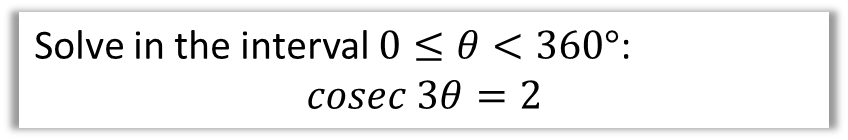 Solve in the interval 0 ≤ θ < 360°:
cosec 3θ = 2